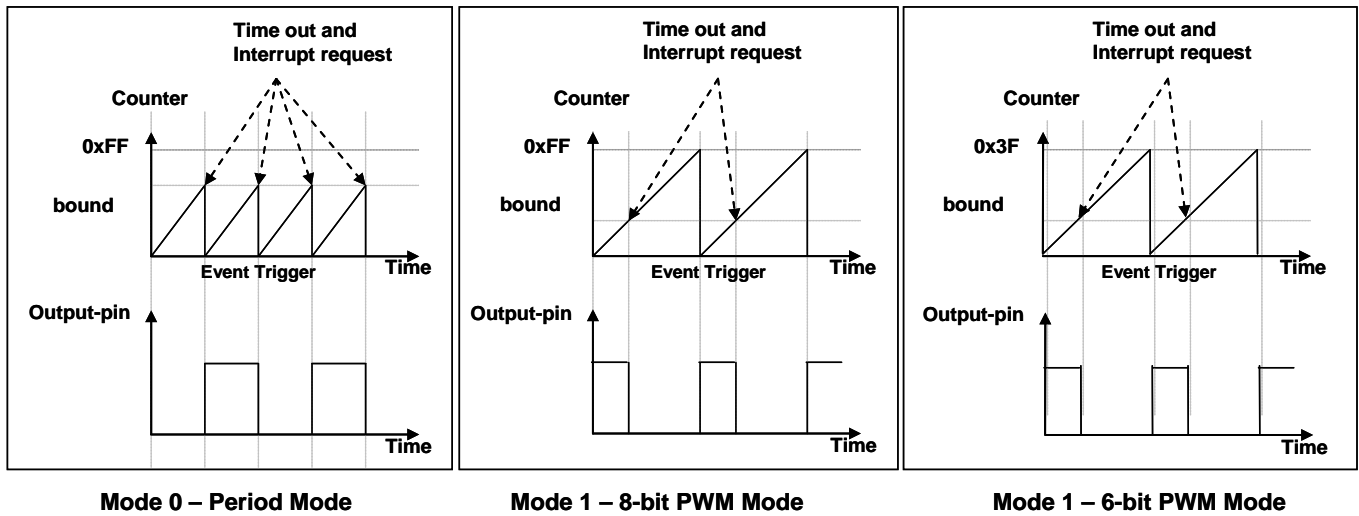 Time out and
Interrupt request
Counter
0xFF
bound
Event Trigger
Time
Output-pin
Time
Mode 0 – Period Mode
Time out and
Interrupt request
Counter
0xFF
bound
Event Trigger
Time
Output-pin
Time
Mode 1 – 8-bit PWM Mode
Time out and
Interrupt request
Counter
0x3F
bound
Event Trigger
Time
Output-pin
Time
Mode 1 – 6-bit PWM Mode